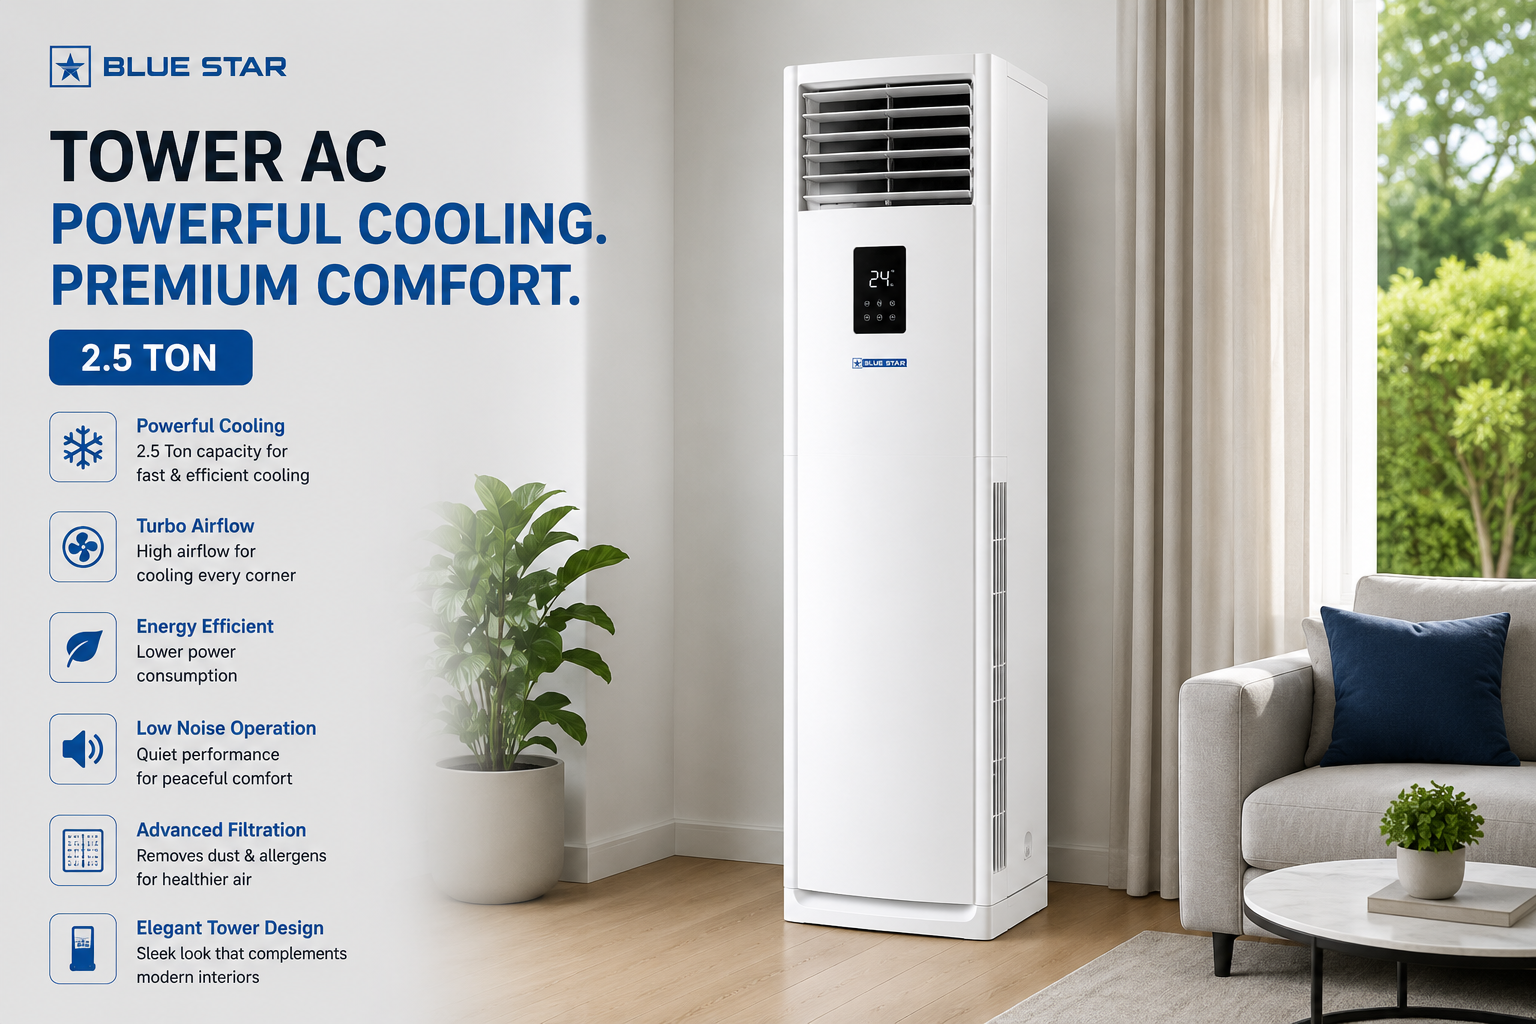 BLUE STAR
TOWER AC
POWERFUL COOLING.
PREMIUM COMFORT.
2.5 TON
Powerful Cooling
2.5 Ton capacity for
fast & efficient cooling
Turbo Airflow
High airflow for
cooling every corner
Energy Efficient
Lower power
consumption
Low Noise Operation
Quiet performance
for peaceful comfort
Advanced Filtration
Removes dust & allergens
for healthier air
Elegant Tower Design
Sleek look that complements
modern interiors
24
BLUE STAR